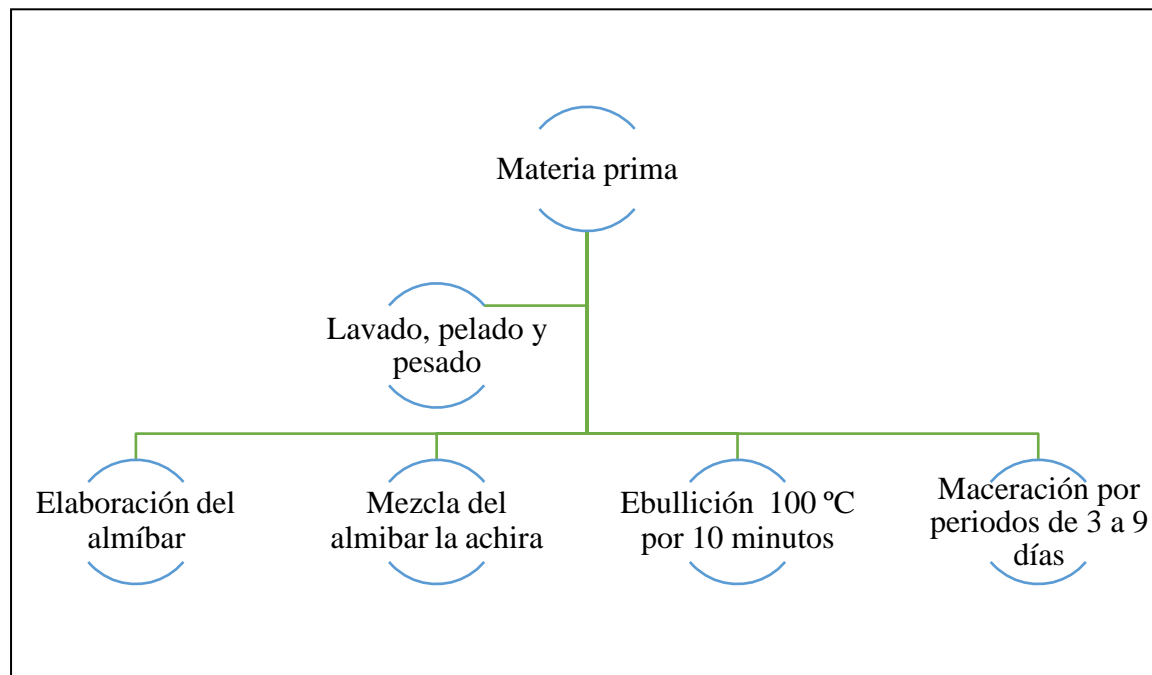 Materia prima
Lavado, pelado y
pesado
Elaboración del
almíbar
Mezcla del
almibar la achira
Ebullición 100 ºC
por 10 minutos
Maceración por
periodos de 3 a 9
días